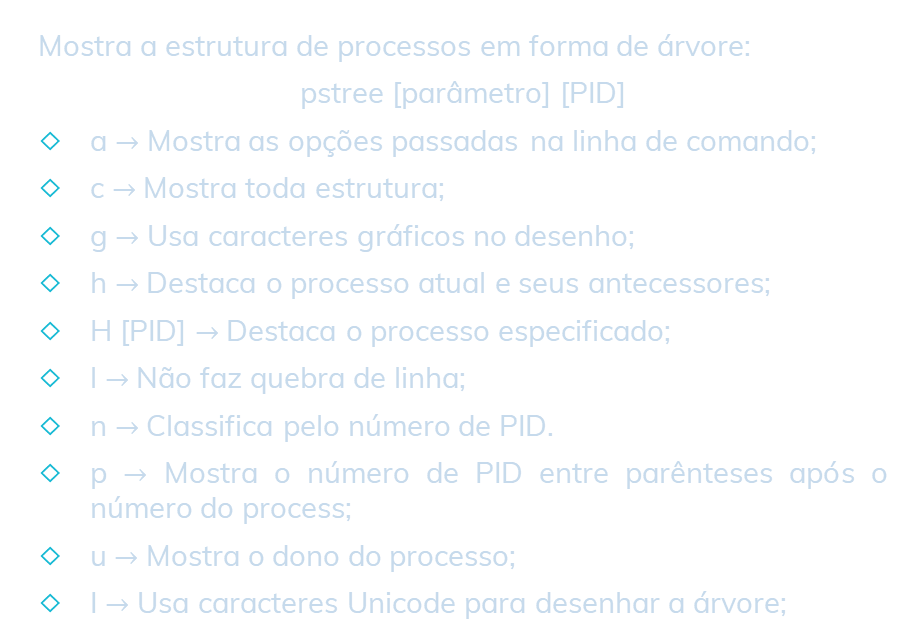 Mostra a estrutura de processos em forma de árvore:
pstree [parâmetro] [PID]
a → Mostra as opções passadas na linha de comando;
c → Mostra toda estrutura;
g → Usa caracteres gráficos no desenho;
h → Destaca o processo atual e seus antecessores;
H [PID] → Destaca o processo especificado;
l → Não faz quebra de linha;
n → Classifica pelo número de PID.
p → Mostra o número de PID entre parênteses após o
número do process;
u → Mostra o dono do processo;
l → Usa caracteres Unicode para desenhar a árvore;